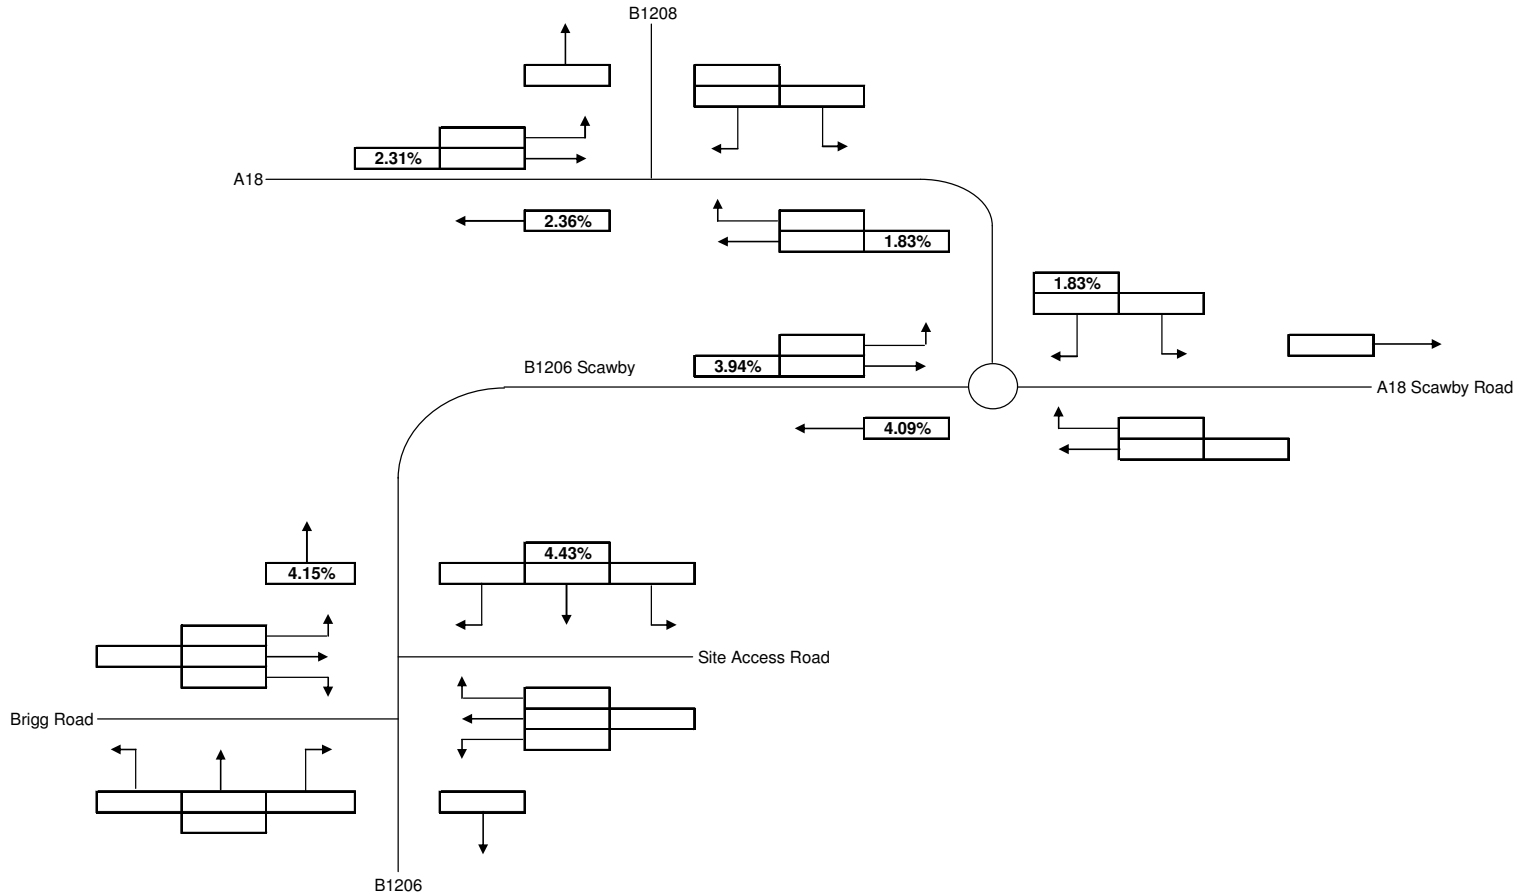 B1208
2.31%
A18
2.36%
1.83%
1.83%
B1206 Scawby
3.94%
A18 Scawby Road
4.09%
4.43%
4.15%
Site Access Road
Brigg Road
B1206